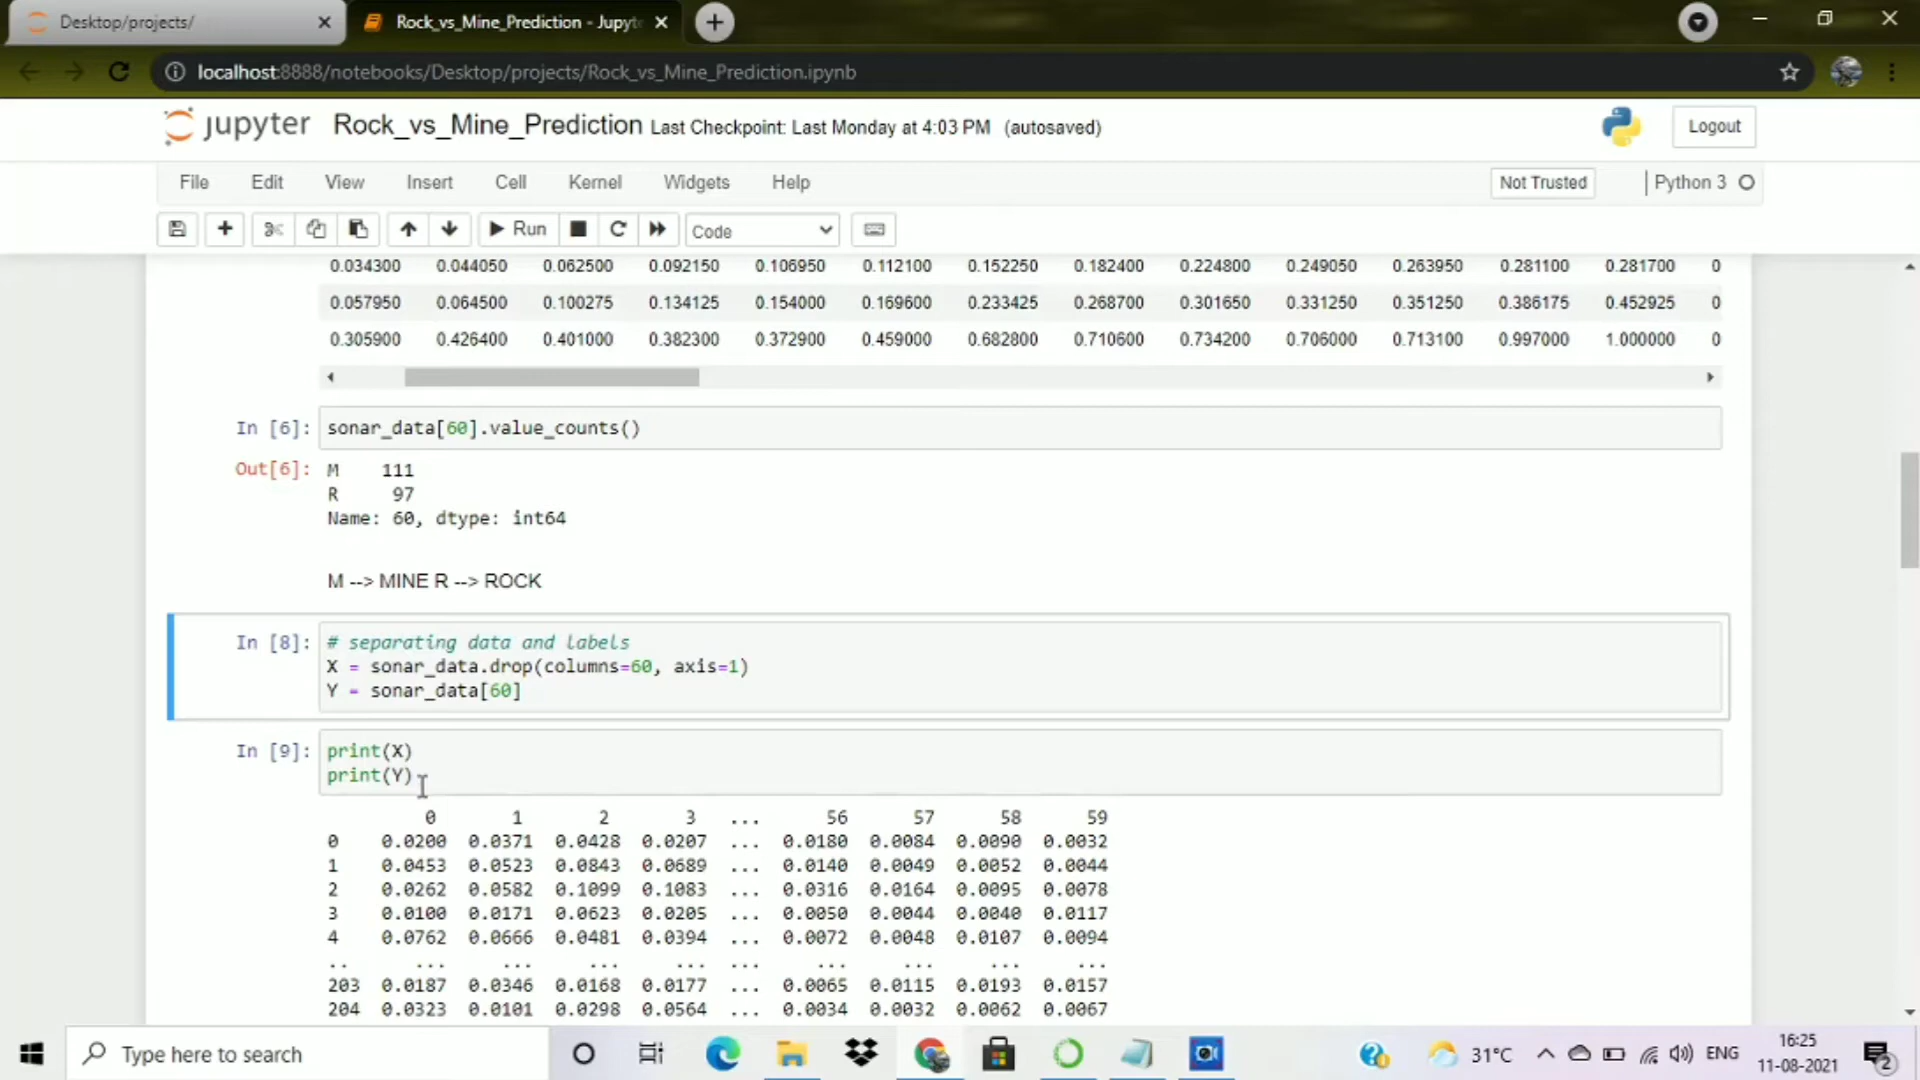 Desktop/projects/
Rock_vs_Mine_Prediction - Jupyt
localhost:8888/notebooks/Desktop/projects/Rock_vs_Mine_Prediction.ipynb
jupyter Rock_vs_Mine_Prediction Last Checkpoint: Last Monday at 4:03 PM (autosaved)
Logout
File Edit View Insert Cell Kernel Widgets Help
Not Trusted
Python 3
Run
Code
0.034300 0.044050 0.062500 0.092150 0.106950 0.112100 0.152250 0.182400 0.224800 0.249050 0.263950 0.281100 0.281700 0
0.057950 0.064500 0.100275 0.134125 0.154000 0.169600 0.233425 0.268700 0.301650 0.331250 0.351250 0.386175 0.452925 0
0.305900 0.426400 0.401000 0.382300 0.372900 0.459000 0.682800 0.710600 0.734200 0.706000 0.713100 0.997000 1.000000 0
In [6]: sonar_data[60].value_counts()
Out[6]: M 111
R 97
Name: 60, dtype: int64
M --> MINE R --> ROCK
In [8]: # separating data and labels
X = sonar_data.drop(columns=60, axis=1)
Y = sonar_data[60]
In [9]: print(X)
print(Y)
0 1 2 3 ... 56 57 58 59
0 0.0200 0.0371 0.0428 0.0207 ... 0.0180 0.0084 0.0090 0.0032
1 0.0453 0.0523 0.0843 0.0689 ... 0.0140 0.0049 0.0052 0.0044
2 0.0262 0.0582 0.1099 0.1083 ... 0.0316 0.0164 0.0095 0.0078
3 0.0100 0.0171 0.0623 0.0205 ... 0.0050 0.0044 0.0040 0.0117
4 0.0762 0.0666 0.0481 0.0394 ... 0.0072 0.0048 0.0107 0.0094
.. ... ... ... ... ... ... ... ... ...
203 0.0187 0.0346 0.0168 0.0177 ... 0.0065 0.0115 0.0193 0.0157
204 0.0323 0.0101 0.0298 0.0564 ... 0.0034 0.0032 0.0062 0.0067
Type here to search
31°C
ENG
16:25
11-08-2021
2